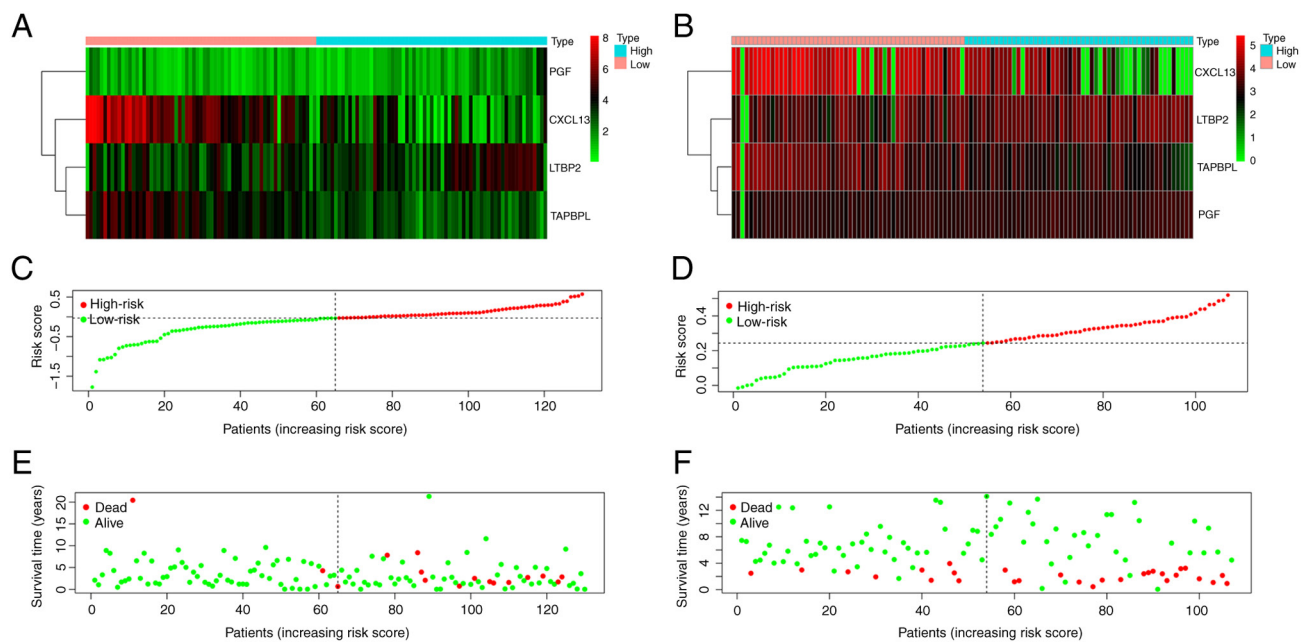 A
Type
PGF
CXCL13
LTBP2
TAPBPL
8
6
4
2
Type
High
Low
B
Type
CXCL13
LTBP2
TAPBPL
PGF
5
4
3
2
1
0
Type
High
Low
C
Risk score
0.5
−0.5
−1.5
High-risk
Low-risk
0 20 40 60 80 100 120
Patients (increasing risk score)
D
Risk score
0.4
0.2
0.0
High-risk
Low-risk
0 20 40 60 80 100
Patients (increasing risk score)
E
Survival time (years)
20
15
10
5
0
Dead
Alive
0 20 40 60 80 100 120
Patients (increasing risk score)
F
Survival time (years)
12
8
4
2
0
Dead
Alive
0 20 40 60 80 100
Patients (increasing risk score)